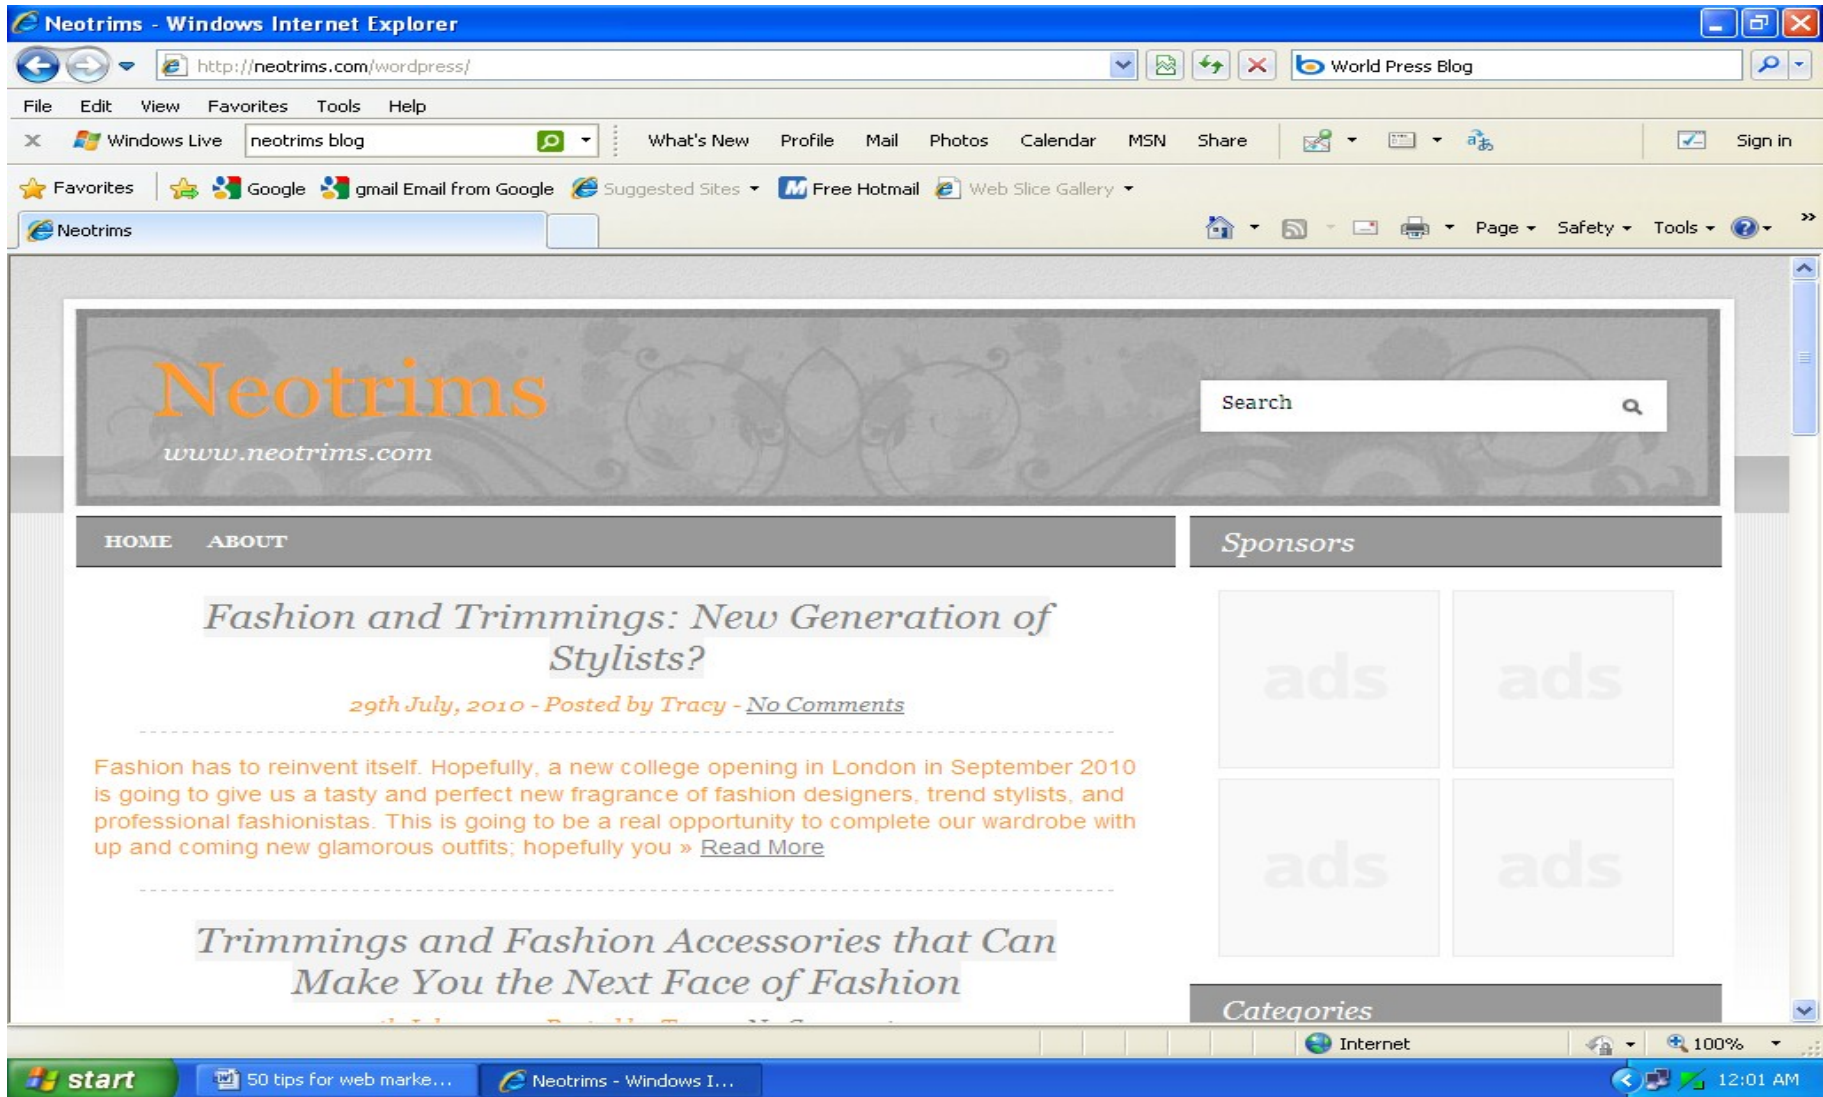 Neotrims - Windows Internet Explorer
http://neotrims.com/wordpress/
World Press Blog
File Edit View Favorites Tools Help
x Windows Live neotrims blog What's New Profile Mail Photos Calendar MSN Share Sign in
Favorites Google gmail Email from Google Suggested Sites Free Hotmail Web Slice Gallery
Neotrims
Page Safety Tools »
Neotrims
www.neotrims.com
Search
HOME ABOUT
Sponsors
Fashion and Trimmings: New Generation of
Stylists?
29th July, 2010 - Posted by Tracy - No Comments
Fashion has to reinvent itself. Hopefully, a new college opening in London in September 2010
is going to give us a tasty and perfect new fragrance of fashion designers, trend stylists, and
professional fashionistas. This is going to be a real opportunity to complete our wardrobe with
up and coming new glamorous outfits; hopefully you » Read More
ads ads
ads ads
Trimmings and Fashion Accessories that Can
Make You the Next Face of Fashion
Categories
Internet 100%
start 50 tips for web marke... Neotrims - Windows I... 12:01 AM